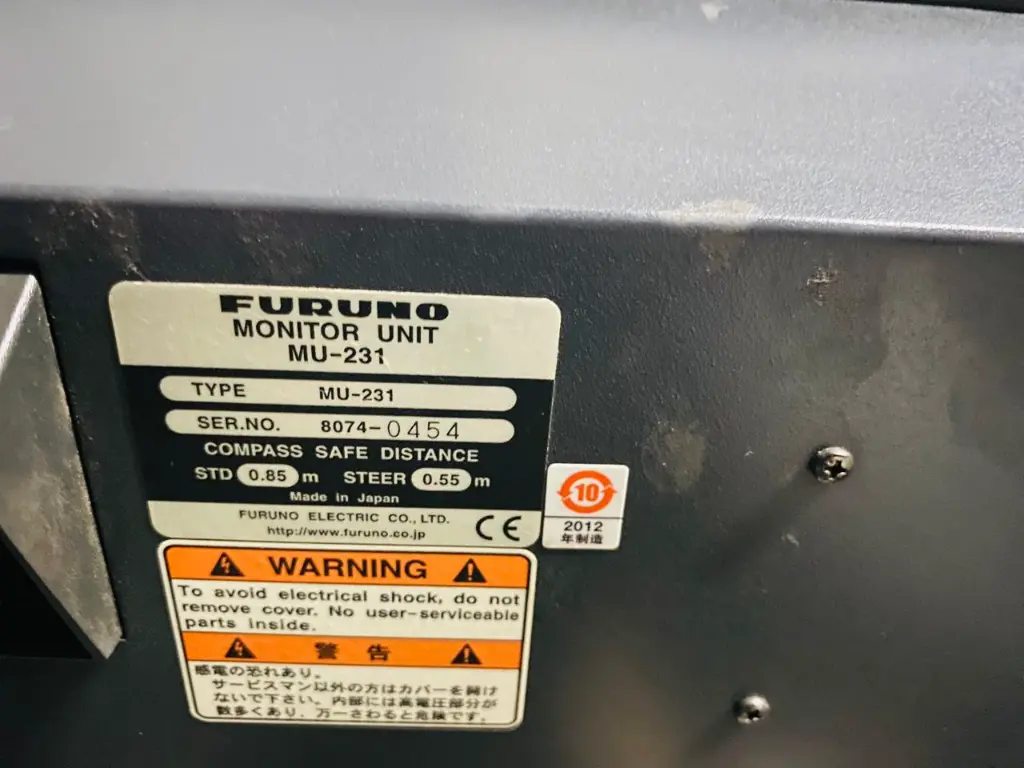 FURUNO
MONITOR UNIT
MU-231
TYPE MU-231
SER.NO. 8074-0454
COMPASS SAFE DISTANCE
STD 0.85 m STEER 0.55 m
Made in Japan
FURUNO ELECTRIC CO., LTD.
http://www.furuno.co.jp
CE
10
2012
年制造
WARNING
To avoid electrical shock, do not
remove cover. No user-serviceable
parts inside.
警告
感電の恐れあり。
サービスマン以外の方はカバーを開け
ないで下さい。内部には高電圧部分が
数多くあり、万一さわると危険です。